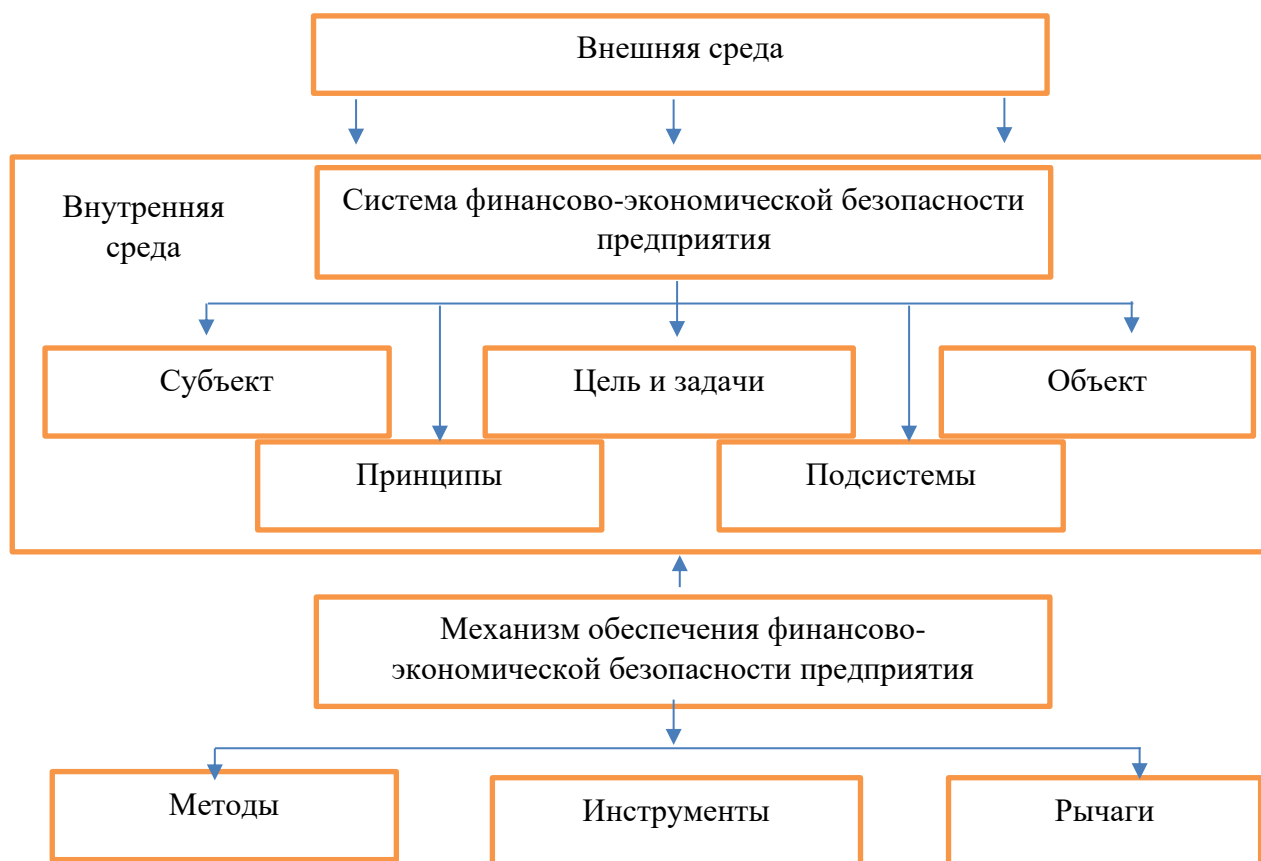 Внешняя среда
Внутренняя
среда
Система финансово-экономической безопасности
предприятия
Субъект
Цель и задачи
Объект
Принципы
Подсистемы
Механизм обеспечения финансово-
экономической безопасности предприятия
Методы
Инструменты
Рычаги